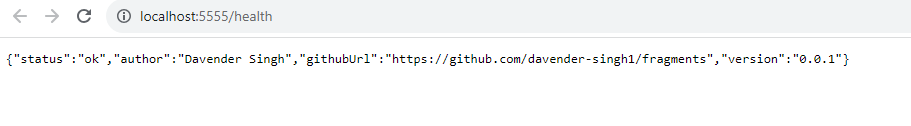 localhost:5555/health
{"status":"ok","author":"Davender Singh","githubUrl":"https://github.com/davender-singh1/fragments","version":"0.0.1"}